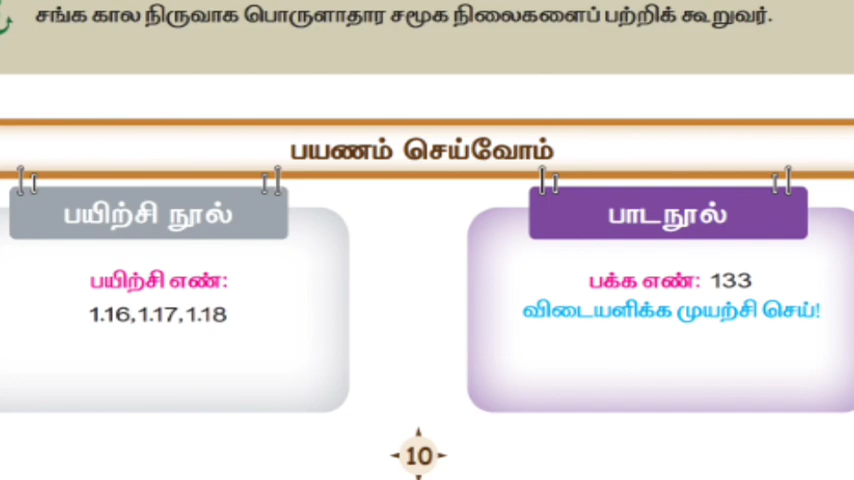 சங்க கால நிருவாக பொருளாதார சமூக நிலைகளைப் பற்றிக் கூறுவர்.
பயணம் செய்வோம்
பயிற்சி நூல்
பயிற்சி எண்:
1.16,1.17,1.18
பாடநூல்
பக்க எண்: 133
விடையளிக்க முயற்சி செய்!
10